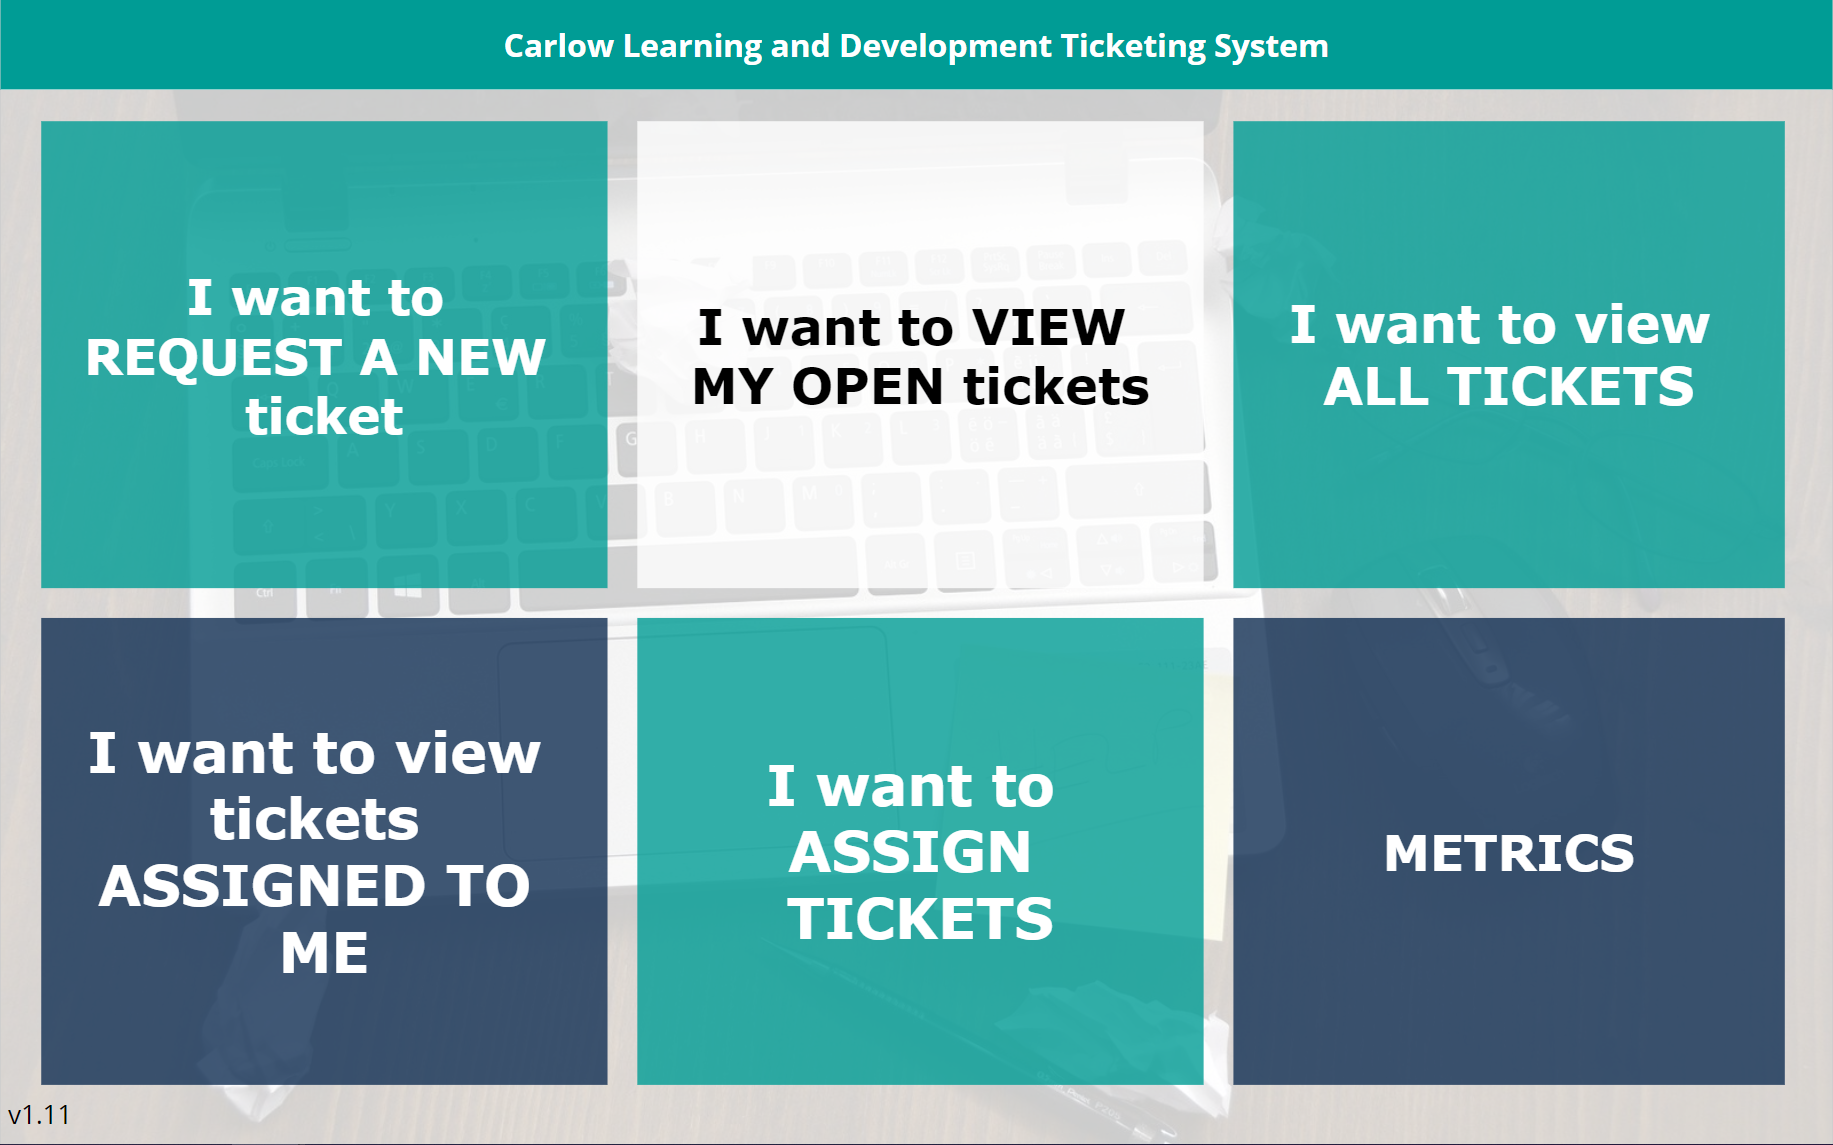 Carlow Learning and Development Ticketing System
I want to
REQUEST A NEW
ticket
I want to VIEW
MY OPEN tickets
I want to view
ALL TICKETS
I want to view
tickets
ASSIGNED TO
ME
I want to
ASSIGN
TICKETS
METRICS
v1.11